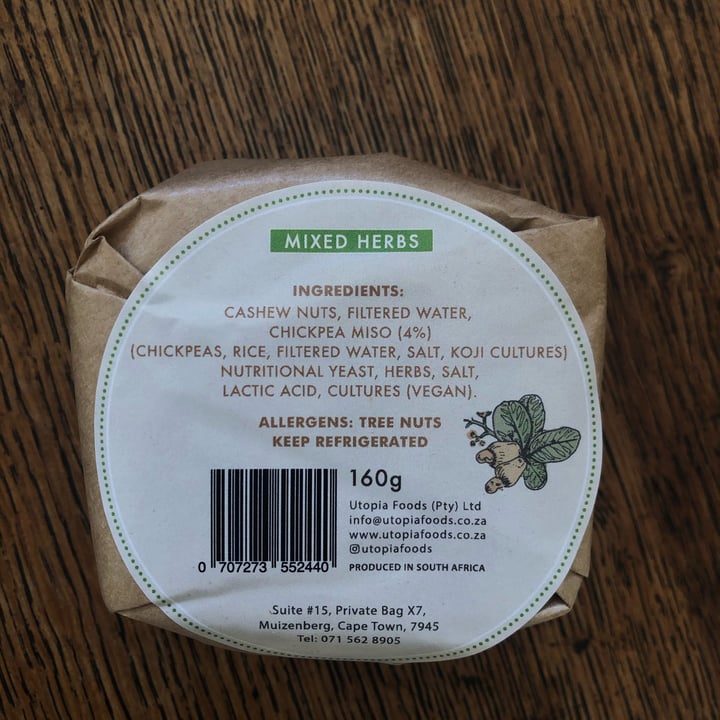 MIXED HERBS
INGREDIENTS:
CASHEW NUTS, FILTERED WATER,
CHICKPEA MISO (4%)
(CHICKPEAS, RICE, FILTERED WATER, SALT, KOJI CULTURES)
NUTRITIONAL YEAST, HERBS, SALT,
LACTIC ACID, CULTURES (VEGAN).
ALLERGENS: TREE NUTS
KEEP REFRIGERATED
160g
Utopia Foods (Pty) Ltd
info@utopiafoods.co.za
www.utopiafoods.co.za
@utopiafoods
PRODUCED IN SOUTH AFRICA
0 707273 552440
Suite #15, Private Bag X7,
Muizenberg, Cape Town, 7945
Tel: 071 562 8905